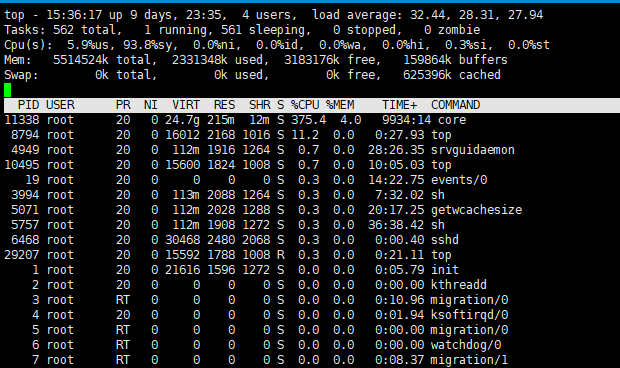 top - 15:36:17 up 9 days, 23:35,  4 users,  load average: 32.44, 28.31, 27.94
Tasks: 562 total,   1 running, 561 sleeping,   0 stopped,   0 zombie
Cpu(s):  5.9%us, 93.8%sy,  0.0%ni,  0.0%id,  0.0%wa,  0.0%hi,  0.3%si,  0.0%st
Mem:   5514524k total,  2331348k used,  3183176k free,   159864k buffers
Swap:        0k total,        0k used,        0k free,   625396k cached
  PID USER      PR  NI  VIRT  RES  SHR S %CPU %MEM    TIME+  COMMAND
11338 root      20   0 24.7g 215m  12m S 375.4  4.0   9934:14 core
 8794 root      20   0 16012 2168 1016 S 11.2  0.0   0:27.93 top
 4949 root      20   0  112m 1916 1264 S  0.7  0.0  28:26.35 srvguidaemon
10495 root      20   0 15600 1824 1008 S  0.7  0.0  10:05.03 top
   19 root      20   0     0    0    0 S  0.3  0.0  14:22.75 events/0
 3994 root      20   0  113m 2088 1264 S  0.3  0.0   7:32.02 sh
 5071 root      20   0  112m 2028 1288 S  0.3  0.0  20:17.25 getwcachesize
 5757 root      20   0  112m 1908 1272 S  0.3  0.0  36:38.42 sh
 6468 root      20   0 30468 2480 2068 S  0.3  0.0   0:00.40 sshd
29207 root      20   0 15592 1788 1008 R  0.3  0.0   0:21.11 top
    1 root      20   0 21616 1596 1272 S  0.0  0.0   0:05.79 init
    2 root      20   0     0    0    0 S  0.0  0.0   0:00.00 kthreadd
    3 root      RT   0     0    0    0 S  0.0  0.0   0:10.96 migration/0
    4 root      20   0     0    0    0 S  0.0  0.0   0:01.94 ksoftirqd/0
    5 root      RT   0     0    0    0 S  0.0  0.0   0:00.00 migration/0
    6 root      RT   0     0    0    0 S  0.0  0.0   0:00.00 watchdog/0
    7 root      RT   0     0    0    0 S  0.0  0.0   0:08.37 migration/1